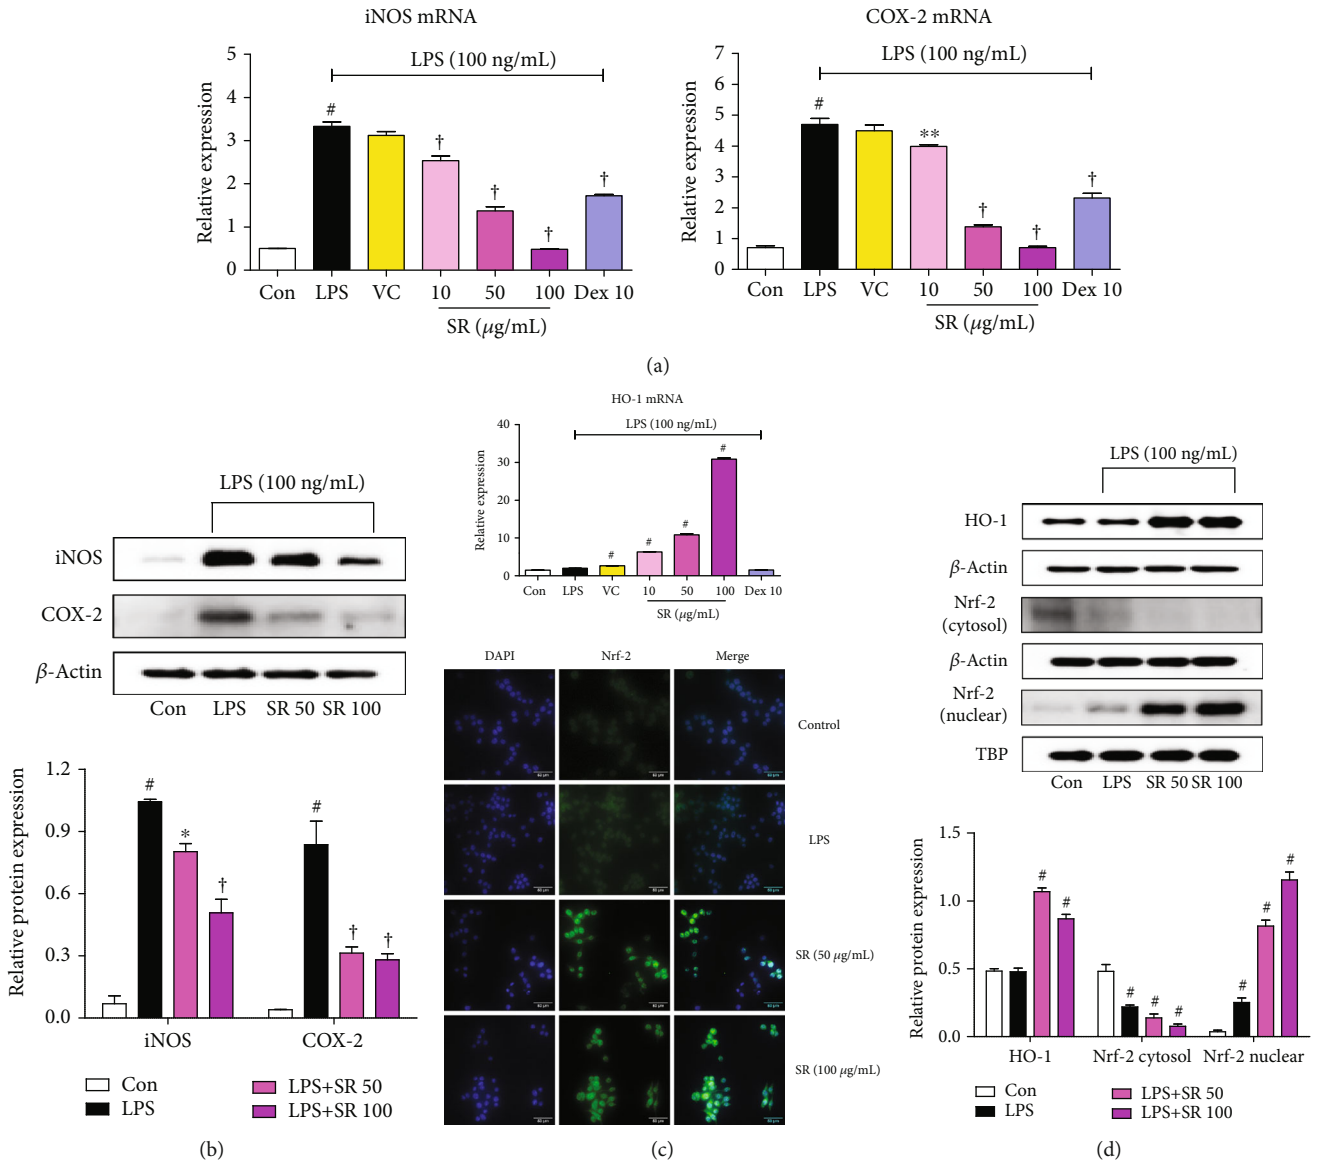 iNOS mRNA
LPS (100 ng/mL)
Relative expression
5
4
3
2
1
0
#
†
†
†
†
Con LPS VC 10 50 100 Dex 10
SR (μg/mL)
COX-2 mRNA
LPS (100 ng/mL)
Relative expression
7
6
5
4
3
2
1
0
#
**
†
†
†
Con LPS VC 10 50 100 Dex 10
SR (μg/mL)
(a)
LPS (100 ng/mL)
iNOS
COX-2
β-Actin
Con LPS SR 50 SR 100
Relative protein expression
1.2
0.9
0.6
0.3
0.0
#
*
†
#
†
†
iNOS COX-2
Con
LPS
LPS+SR 50
LPS+SR 100
(b)
HO-1 mRNA
LPS (100 ng/mL)
Relative expression
40
30
20
10
0
#
#
#
#
Con LPS VC 10 50 100 Dex 10
SR (μg/mL)
DAPI Nrf-2 Merge
Control
LPS
SR (50 μg/mL)
SR (100 μg/mL)
(c)
LPS (100 ng/mL)
HO-1
β-Actin
Nrf-2
(cytosol)
β-Actin
Nrf-2
(nuclear)
TBP
Con LPS SR 50 SR 100
Relative protein expression
1.5
1.0
0.5
0.0
#
#
#
#
#
#
#
#
HO-1 Nrf-2 cytosol Nrf-2 nuclear
Con
LPS
LPS+SR 50
LPS+SR 100
(d)